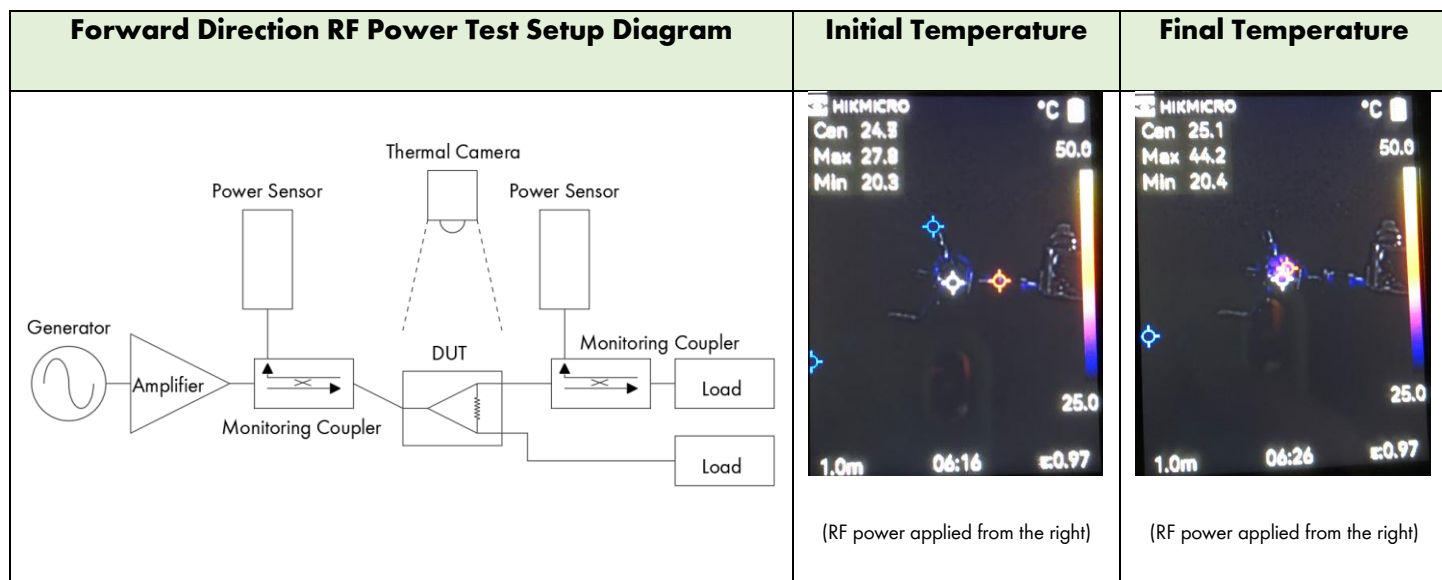 Forward Direction RF Power Test Setup Diagram
Initial Temperature
Final Temperature
Thermal Camera
Power Sensor
Power Sensor
Generator
Amplifier
Monitoring Coupler
DUT
Monitoring Coupler
Load
Load
HIKMICRO °C
Cen 24.3
Max 27.8
Min 20.3
50.0
25.0
1.0m 06:16 ε:0.97
(RF power applied from the right)
HIKMICRO °C
Cen 25.1
Max 44.2
Min 20.4
50.0
25.0
1.0m 06:26 ε:0.97
(RF power applied from the right)